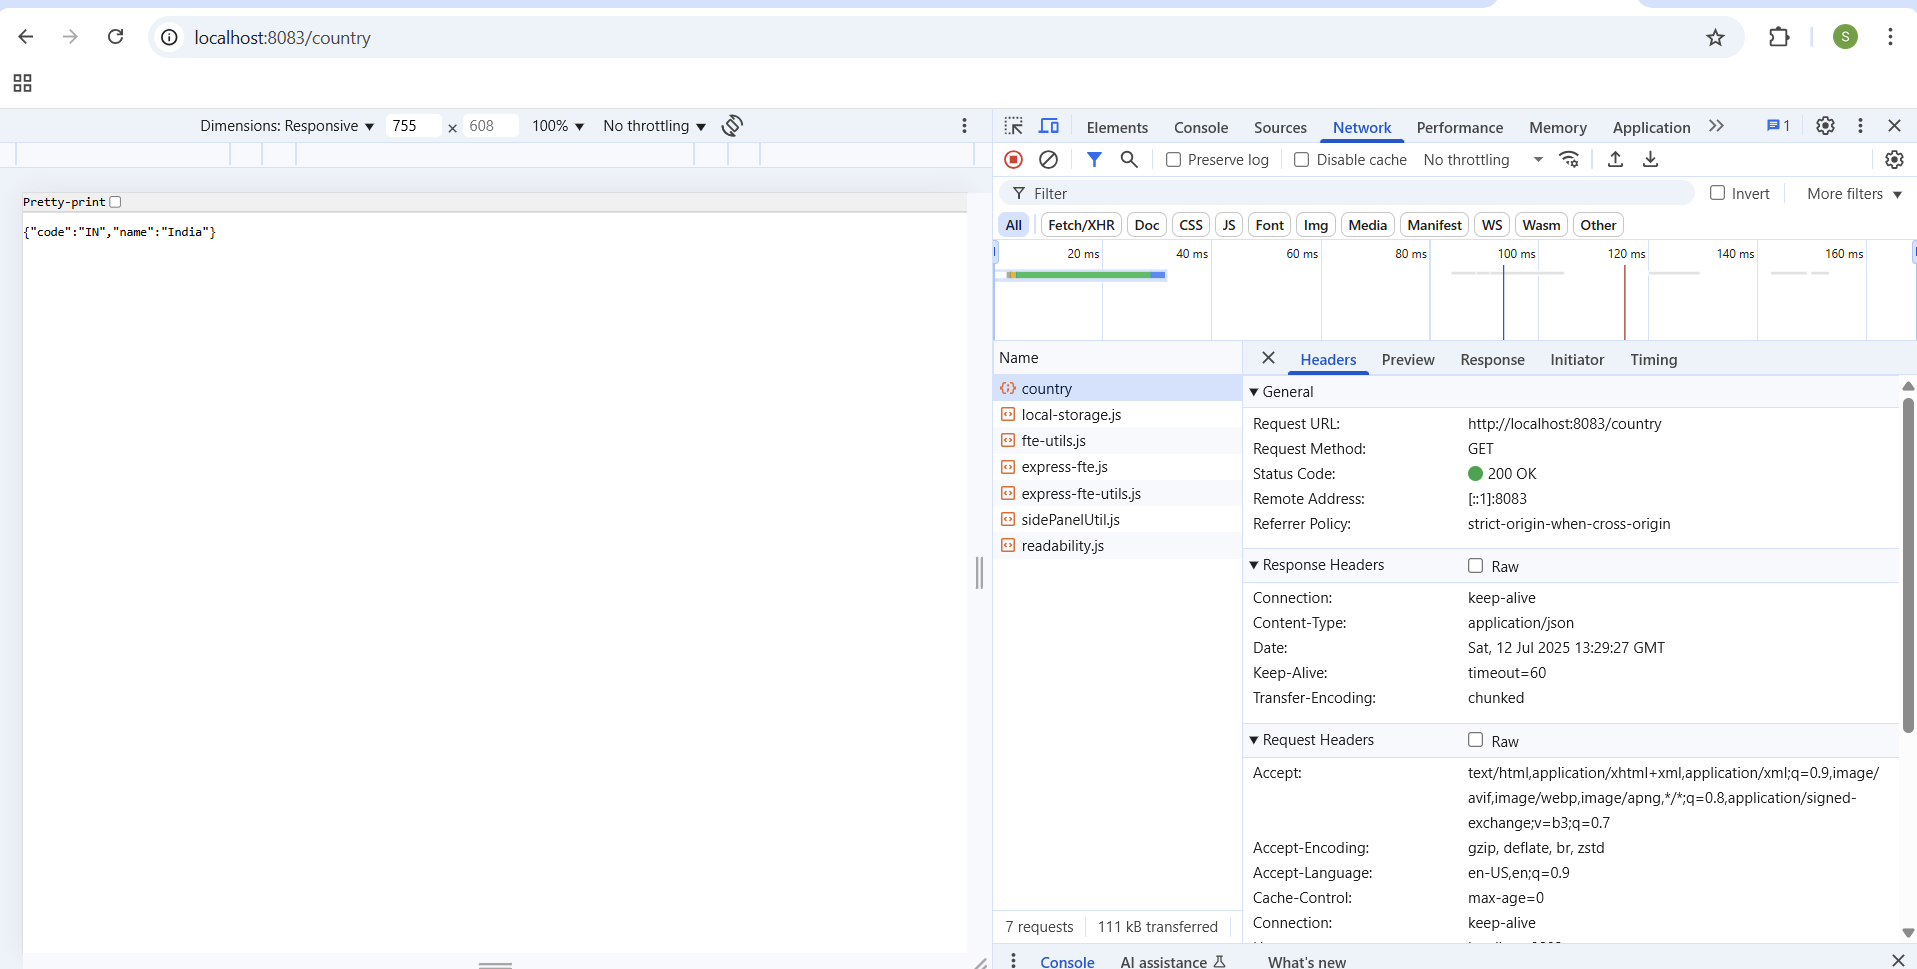 localhost:8083/country
S
Dimensions: Responsive 755 × 608 100% No throttling
Pretty-print
{"code":"IN","name":"India"}
Elements Console Sources Network Performance Memory Application 1
Preserve log Disable cache No throttling
Filter Invert More filters
All Fetch/XHR Doc CSS JS Font Img Media Manifest WS Wasm Other
20 ms 40 ms 60 ms 80 ms 100 ms 120 ms 140 ms 160 ms
Name
country
local-storage.js
fte-utils.js
express-fte.js
express-fte-utils.js
sidePanelUtil.js
readability.js
7 requests 111 kB transferred
Headers Preview Response Initiator Timing
General
Request URL: http://localhost:8083/country
Request Method: GET
Status Code: 200 OK
Remote Address: [::1]:8083
Referrer Policy: strict-origin-when-cross-origin
Response Headers Raw
Connection: keep-alive
Content-Type: application/json
Date: Sat, 12 Jul 2025 13:29:27 GMT
Keep-Alive: timeout=60
Transfer-Encoding: chunked
Request Headers Raw
Accept: text/html,application/xhtml+xml,application/xml;q=0.9,image/
avif,image/webp,image/apng,*/*;q=0.8,application/signed-
exchange;v=b3;q=0.7
Accept-Encoding: gzip, deflate, br, zstd
Accept-Language: en-US,en;q=0.9
Cache-Control: max-age=0
Connection: keep-alive
Console AI assistance What's new